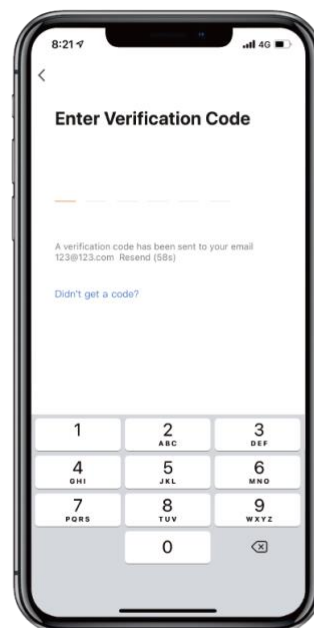 8:21
4G
Enter Verification Code
A verification code has been sent to your email
123@123.com Resend (58s)
Didn't get a code?
1
2
ABC
3
DEF
4
GHI
5
JKL
6
MNO
7
PQRS
8
TUV
9
WXYZ
0